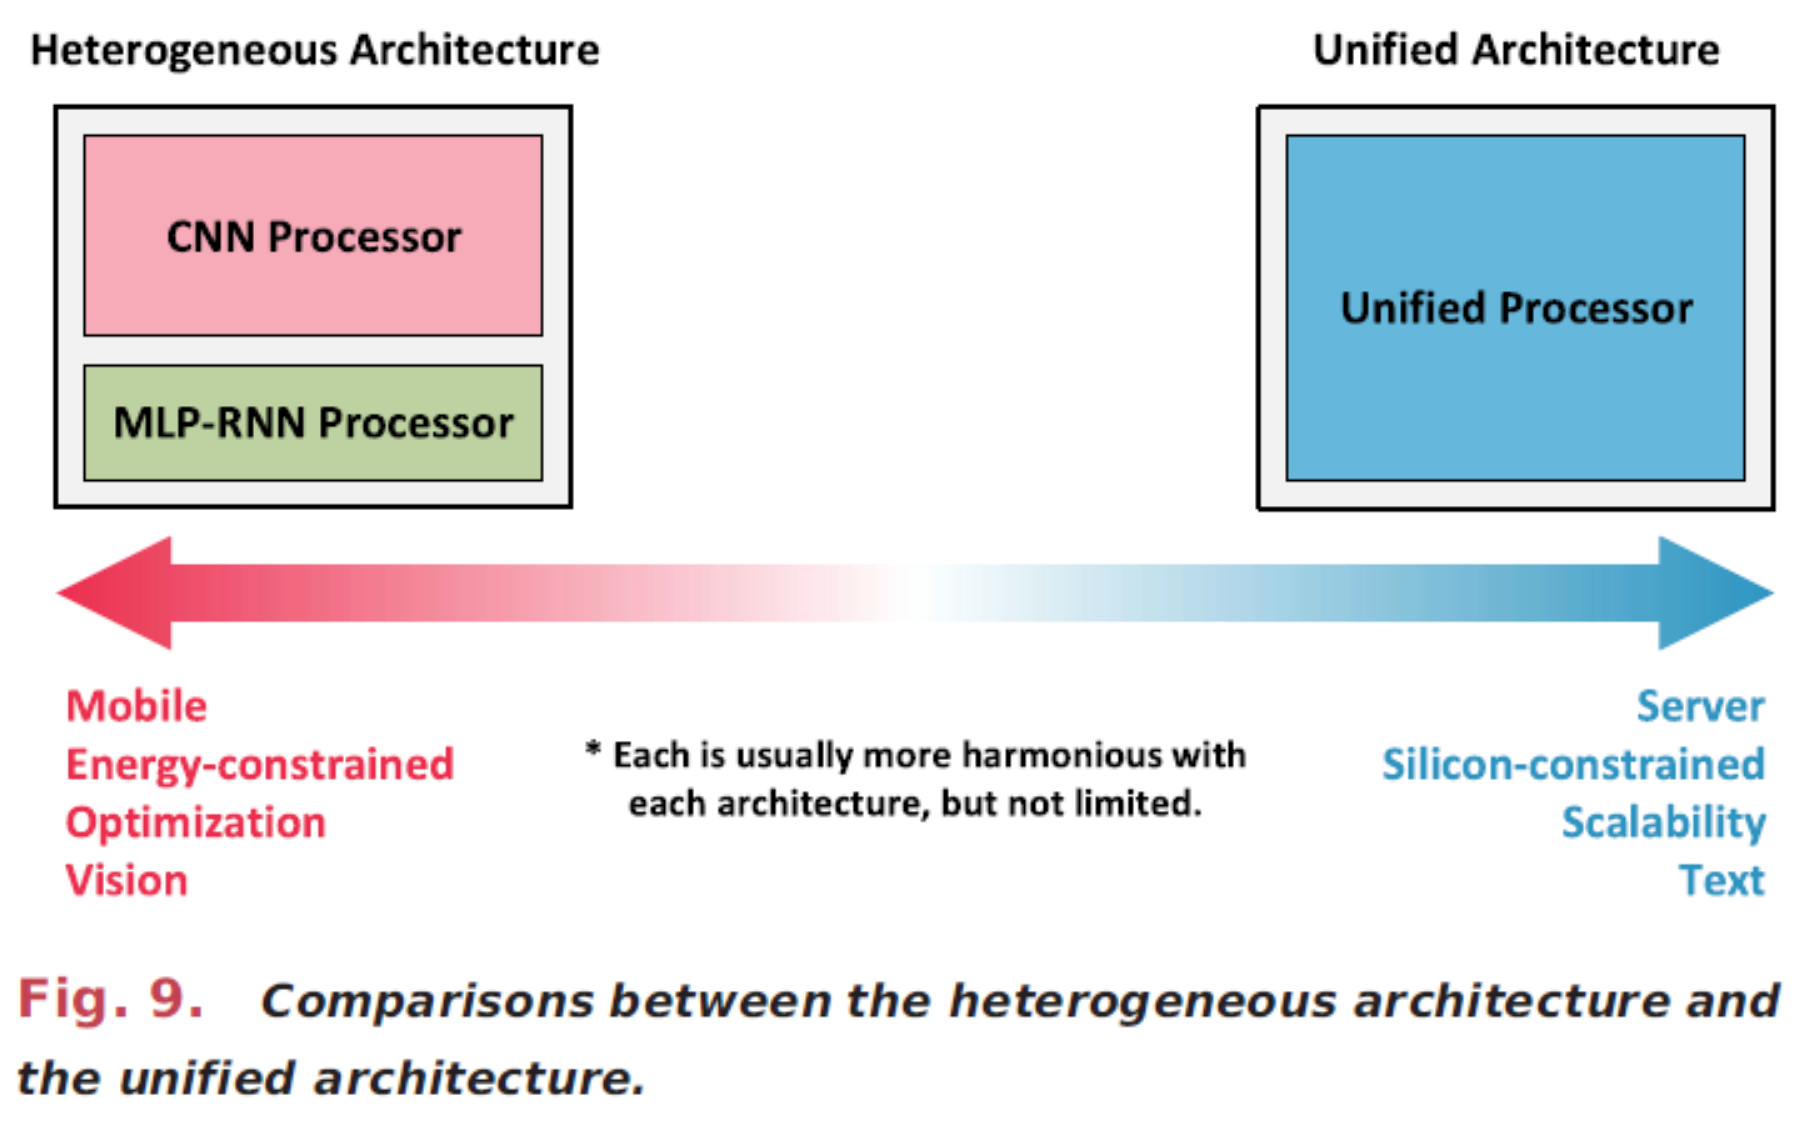 Heterogeneous Architecture
Unified Architecture
CNN Processor
MLP-RNN Processor
Unified Processor
Mobile
Energy-constrained
Optimization
Vision
* Each is usually more harmonious with
each architecture, but not limited.
Server
Silicon-constrained
Scalability
Text
Fig. 9. Comparisons between the heterogeneous architecture and
the unified architecture.